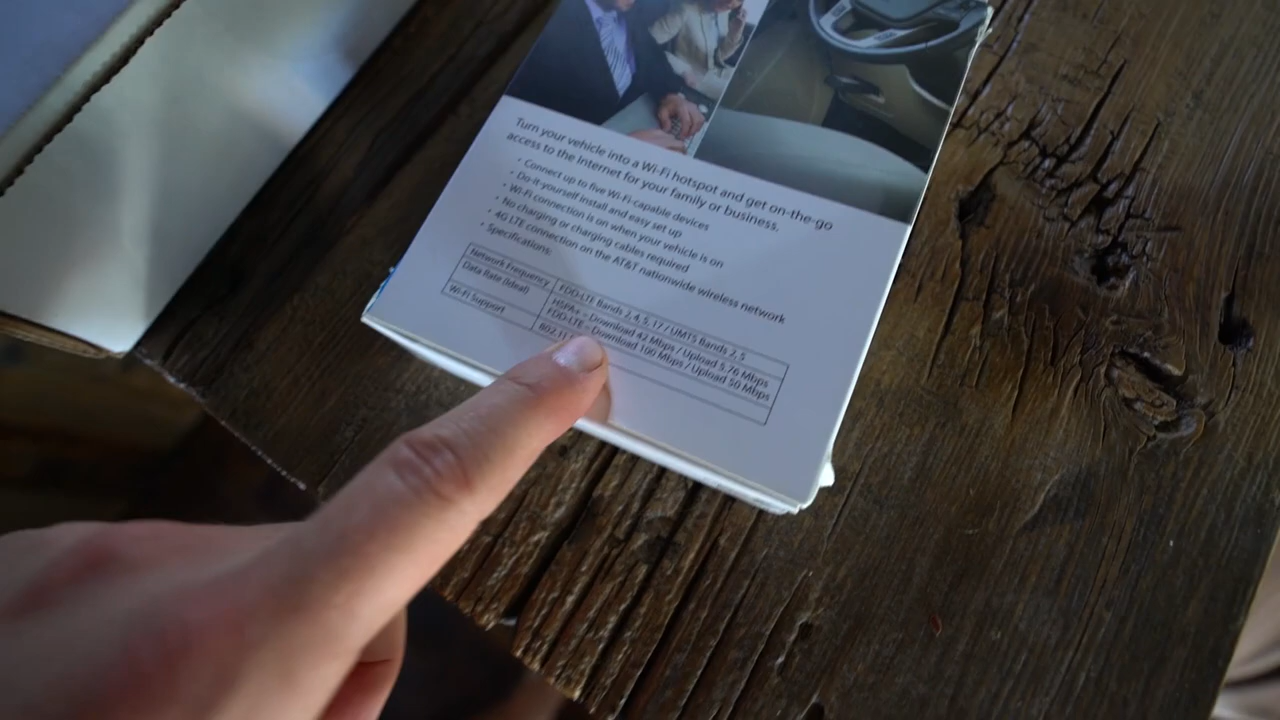 Turn your vehicle into a Wi-Fi hotspot and get on-the-go
access to the Internet for your family or business.
· Connect up to five Wi-Fi-capable devices
· Do-it-yourself install and easy set up
· Wi-Fi connection is on when your vehicle is on
· No charging or charging cables required
· 4G LTE connection on the AT&T nationwide wireless network
· Specifications:
Network Frequency FDD-LTE Bands 2, 4, 5, 17 / UMTS Bands 2, 5
Data Rate (Ideal) HSPA+ – Download 42 Mbps / Upload 5.76 Mbps
FDD-LTE – Download 100 Mbps / Upload 50 Mbps
Wi-Fi Support 802.11